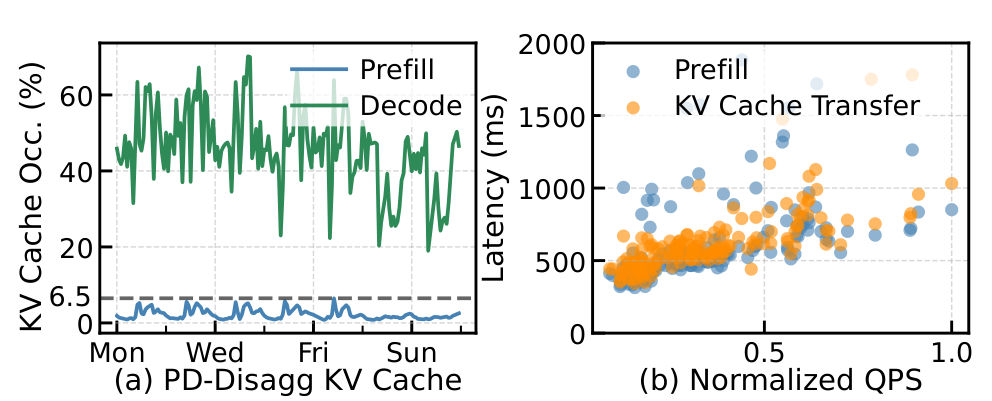 KV Cache Occ. (%)
60
40
20
6.5
0
Prefill
Decode
Mon
Wed
Fri
Sun
(a) PD-Disagg KV Cache
Latency (ms)
2000
1500
1000
500
0
Prefill
KV Cache Transfer
0.5
1.0
(b) Normalized QPS